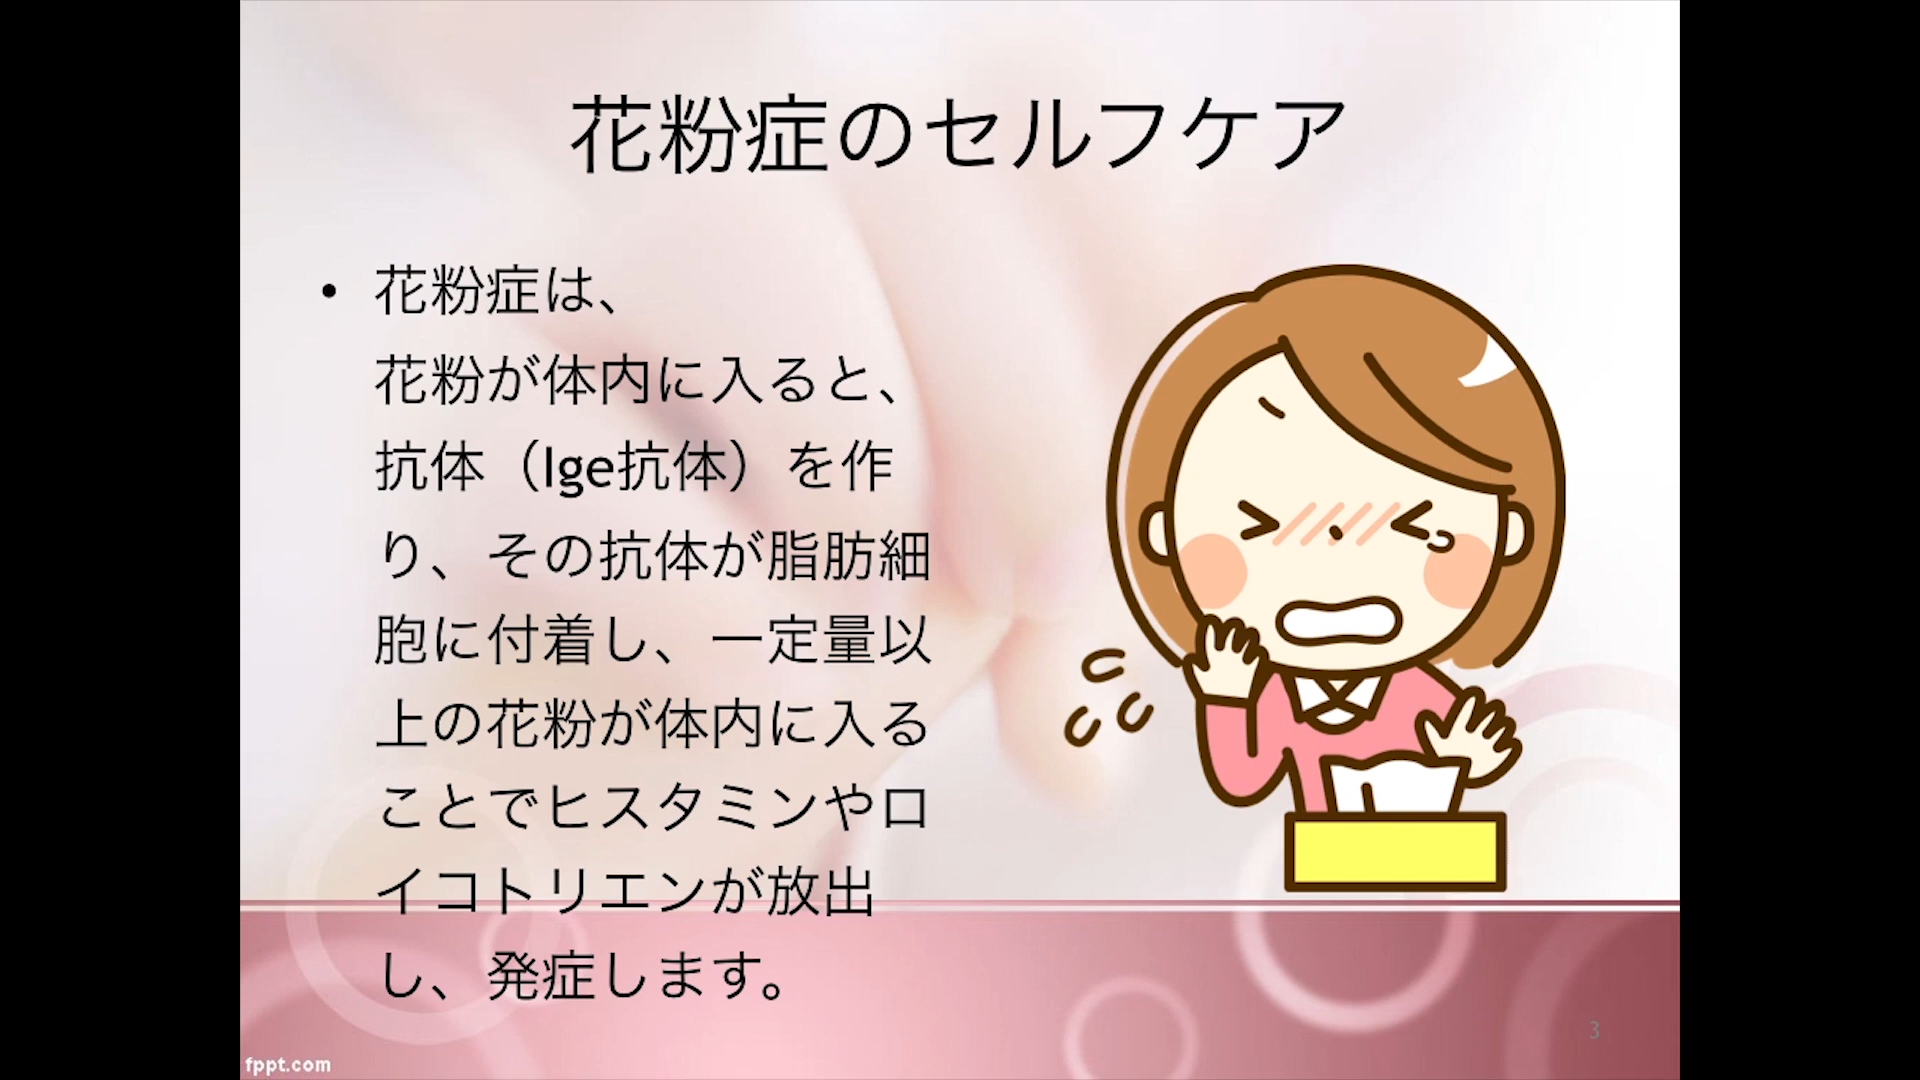 花粉症のセルフケア
• 花粉症は、
花粉が体内に入ると、
抗体（Ige抗体）を作
り、その抗体が脂肪細
胞に付着し、一定量以
上の花粉が体内に入る
ことでヒスタミンやロ
イコトリエンが放出
し、発症します。
3
fppt.com